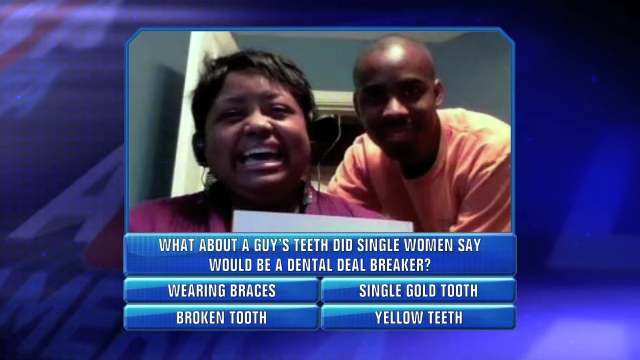 WHAT ABOUT A GUY'S TEETH DID SINGLE WOMEN SAY
WOULD BE A DENTAL DEAL BREAKER?
WEARING BRACES
SINGLE GOLD TOOTH
BROKEN TOOTH
YELLOW TEETH